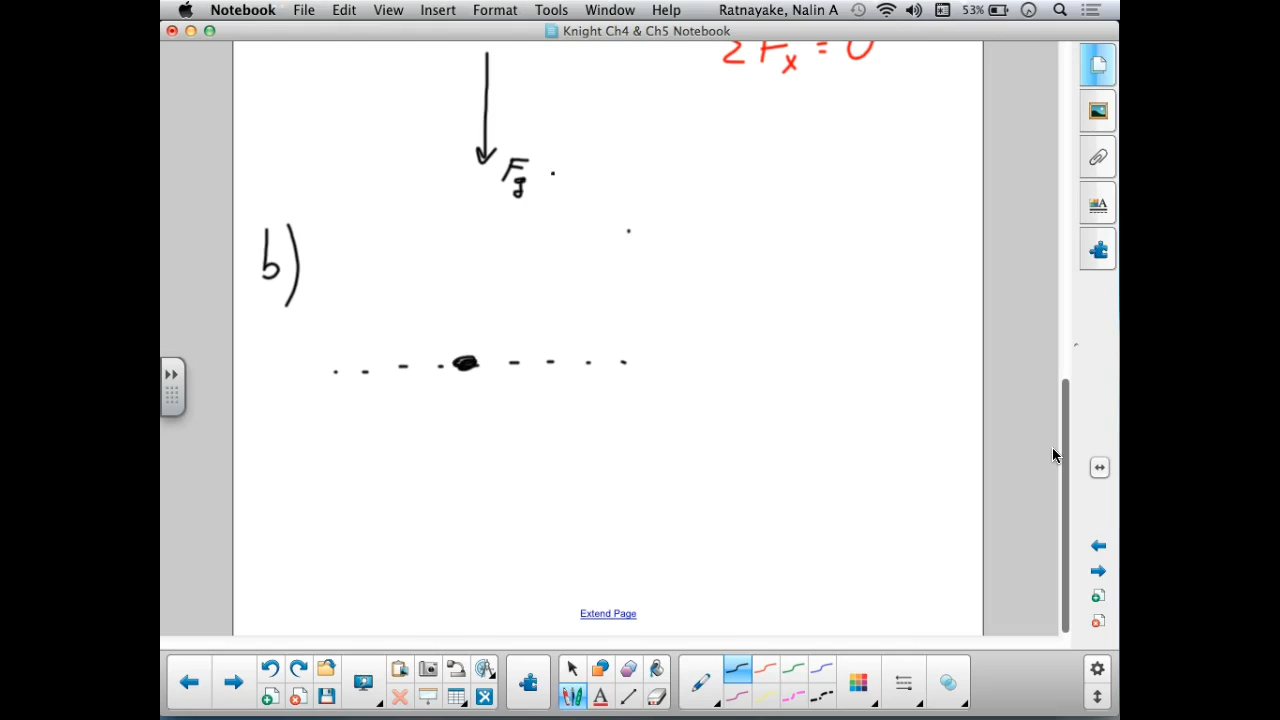 Notebook File Edit View Insert Format Tools Window Help Ratnayake, Nalin A 53%
Knight Ch4 & Ch5 Notebook
ΣFx = 0
Fg
b)
Extend Page
A